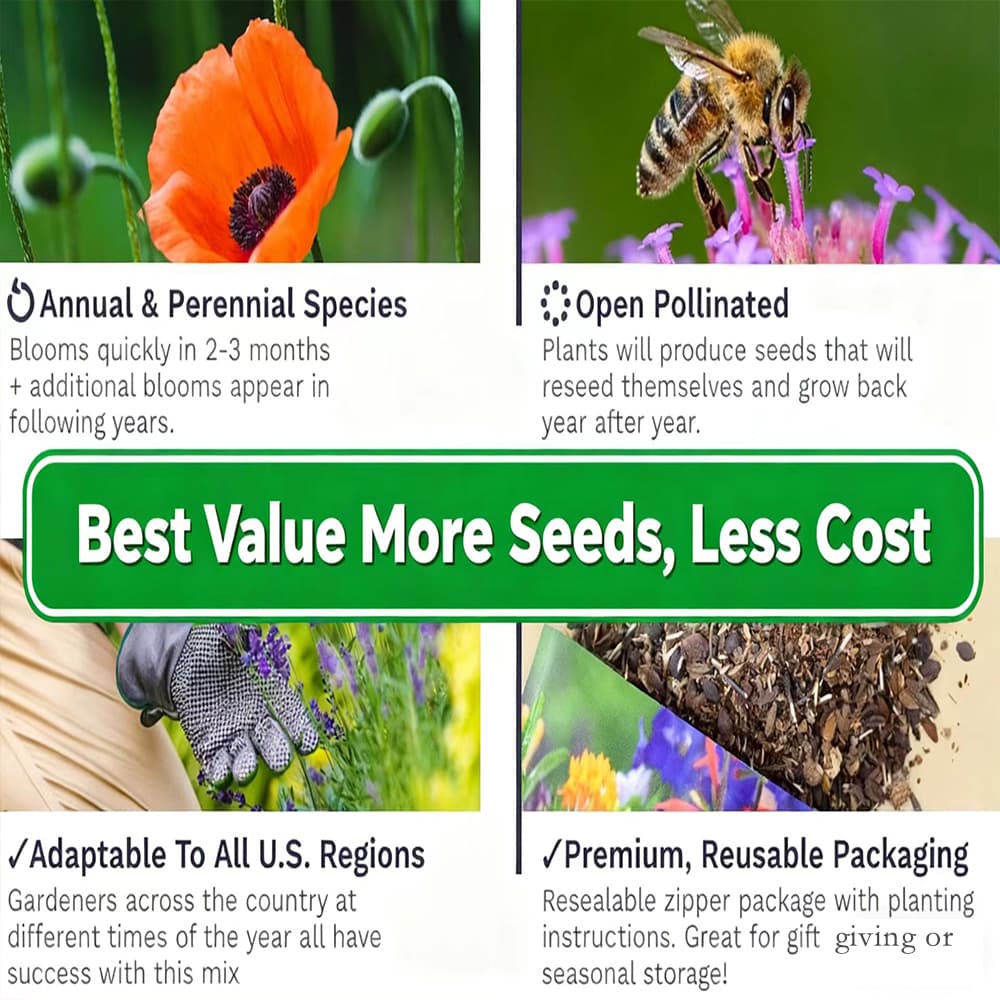 Annual & Perennial Species
Blooms quickly in 2-3 months
+ additional blooms appear in
following years.
Open Pollinated
Plants will produce seeds that will
reseed themselves and grow back
year after year.
Best Value More Seeds, Less Cost
✓Adaptable To All U.S. Regions
Gardeners across the country at
different times of the year all have
success with this mix
✓Premium, Reusable Packaging
Resealable zipper package with planting
instructions. Great for gift giving or
seasonal storage!